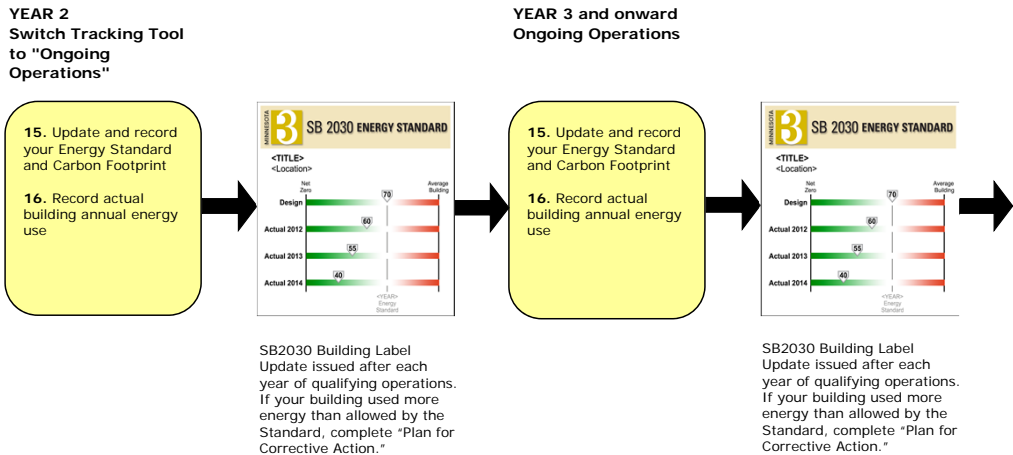 YEAR 2
Switch Tracking Tool
to "Ongoing
Operations"
15. Update and record
your Energy Standard
and Carbon Footprint
16. Record actual
building annual energy
use
MINNESOTA
3
SB 2030 ENERGY STANDARD
<TITLE>
<Location>
Net
Zero
Average
Building
Design
70
Actual 2012
60
Actual 2013
55
Actual 2014
40
<YEAR>
Energy
Standard
SB2030 Building Label
Update issued after each
year of qualifying operations.
If your building used more
energy than allowed by the
Standard, complete “Plan for
Corrective Action.”
YEAR 3 and onward
Ongoing Operations
15. Update and record
your Energy Standard
and Carbon Footprint
16. Record actual
building annual energy
use
MINNESOTA
3
SB 2030 ENERGY STANDARD
<TITLE>
<Location>
Net
Zero
Average
Building
Design
70
Actual 2012
60
Actual 2013
55
Actual 2014
40
<YEAR>
Energy
Standard
SB2030 Building Label
Update issued after each
year of qualifying operations.
If your building used more
energy than allowed by the
Standard, complete “Plan for
Corrective Action.”